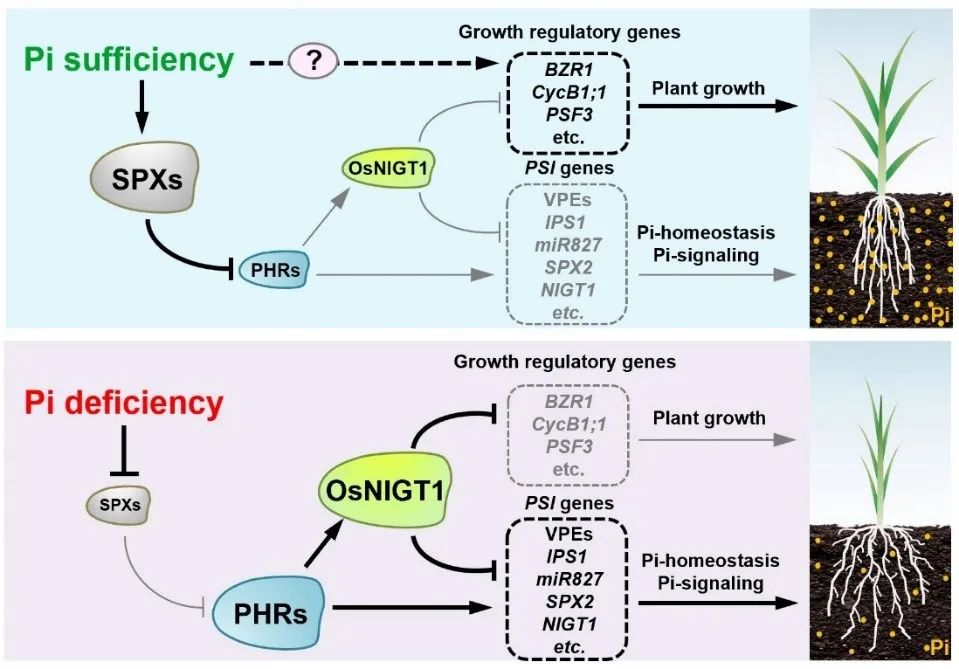 Growth regulatory genes
Pi sufficiency
?
BZR1
CycB1;1
PSF3
etc.
Plant growth
SPXs
OsNIGT1
PSI genes
VPEs
IPS1
miR827
SPX2
NIGT1
etc.
Pi-homeostasis
Pi-signaling
PHRs
Pi
Growth regulatory genes
Pi deficiency
BZR1
CycB1;1
PSF3
etc.
Plant growth
SPXs
OsNIGT1
PSI genes
VPEs
IPS1
miR827
SPX2
NIGT1
etc.
Pi-homeostasis
Pi-signaling
PHRs
Pi